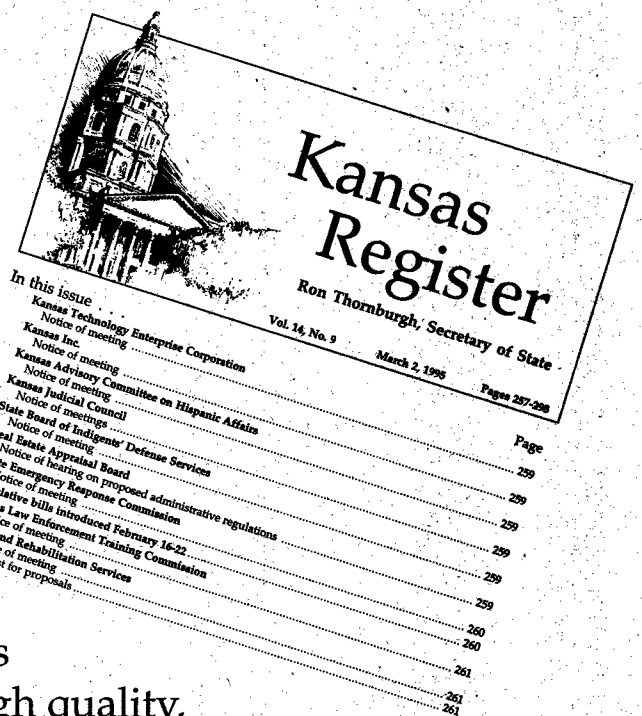 Kansas
Register
Ron Thornburgh, Secretary of State
Vol. 14, No. 9 March 2, 1995 Pages 257-298
In this issue . . .
Page
Kansas Technology Enterprise Corporation
Notice of meeting 259
Kansas Inc.
Notice of meeting 259
Kansas Advisory Committee on Hispanic Affairs
Notice of meeting 259
Kansas Judicial Council
Notice of meetings 259
State Board of Indigents' Defense Services
Notice of meeting 259
Real Estate Appraisal Board
Notice of hearing on proposed administrative regulations 259
Emergency Response Commission
Notice of meeting 260
bills introduced February 16-22 260
Law Enforcement Training Commission
of meeting 261
and Rehabilitation Services
of meeting 261
for proposals 261
quality,